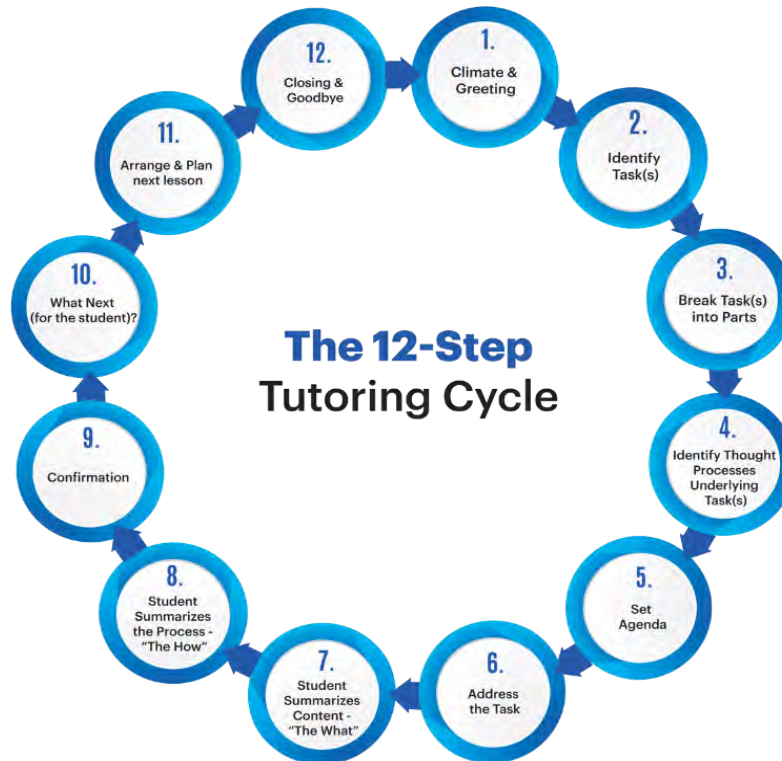 The 12-Step
Tutoring Cycle
1.
Climate &
Greeting
2.
Identify
Task(s)
3.
Break Task(s)
into Parts
4.
Identify Thought
Processes
Underlying
Task(s)
5.
Set
Agenda
6.
Address
the Task
7.
Student
Summarizes
Content -
“The What”
8.
Student
Summarizes
the Process -
“The How”
9.
Confirmation
10.
What Next
(for the student)?
11.
Arrange & Plan
next lesson
12.
Closing &
Goodbye